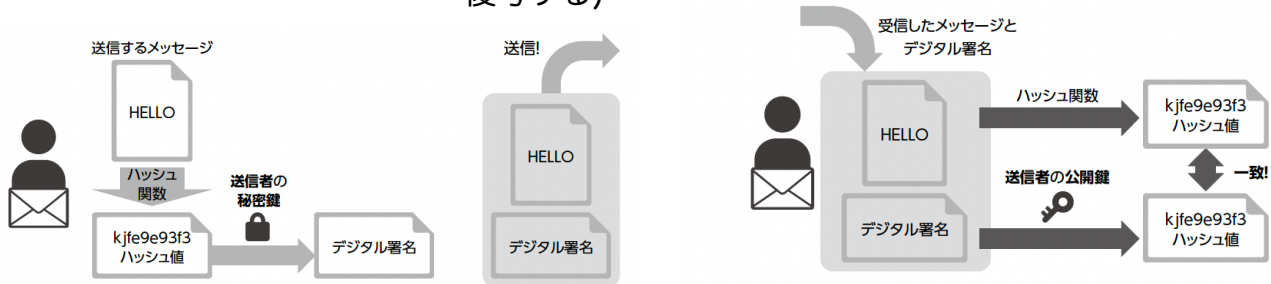 送信するメッセージ
HELLO
ハッシュ
関数
送信者の
秘密鍵
kjfe9e93f3
ハッシュ値
デジタル署名
送信!
HELLO
デジタル署名
受信したメッセージと
デジタル署名
HELLO
デジタル署名
ハッシュ関数
kjfe9e93f3
ハッシュ値
一致!
送信者の公開鍵
kjfe9e93f3
ハッシュ値